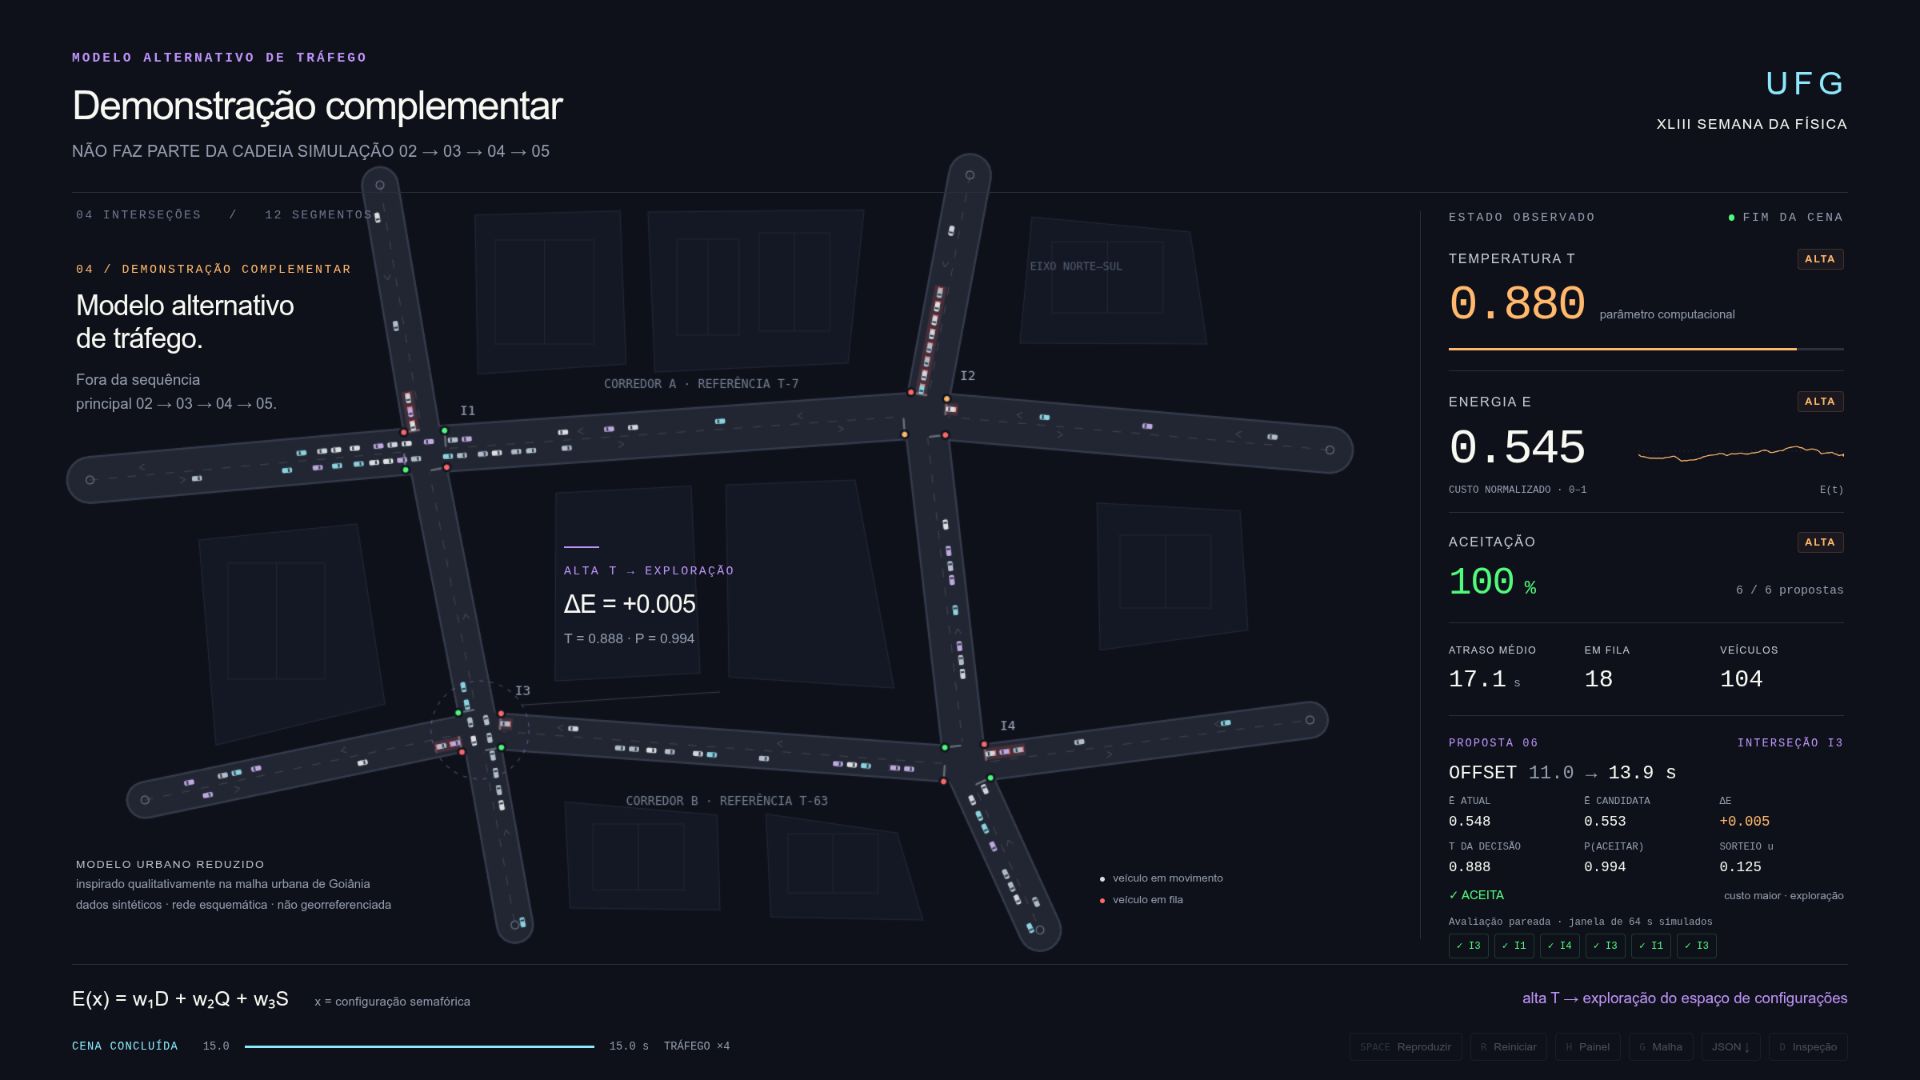 MODELO ALTERNATIVO DE TRÁFEGO
Demonstração complementar
NÃO FAZ PARTE DA CADEIA SIMULAÇÃO 02 → 03 → 04 → 05
UFG
XLIII SEMANA DA FÍSICA
04 INTERSEÇÕES / 12 SEGMENTOS
04 / DEMONSTRAÇÃO COMPLEMENTAR
Modelo alternativo
de tráfego.
Fora da sequência
principal 02 → 03 → 04 → 05.
EIXO NORTE–SUL
CORREDOR A · REFERÊNCIA T-7
I1
I2
ALTA T → EXPLORAÇÃO
ΔE = +0.005
T = 0.888 · P = 0.994
I3
I4
CORREDOR B · REFERÊNCIA T-63
MODELO URBANO REDUZIDO
inspirado qualitativamente na malha urbana de Goiânia
dados sintéticos · rede esquemática · não georreferenciada
veículo em movimento
veículo em fila
ESTADO OBSERVADO FIM DA CENA
TEMPERATURA T ALTA
0.880 parâmetro computacional
ENERGIA E ALTA
0.545
CUSTO NORMALIZADO · 0–1 E(t)
ACEITAÇÃO ALTA
100 % 6 / 6 propostas
ATRASO MÉDIO EM FILA VEÍCULOS
17.1 s 18 104
PROPOSTA 06 INTERSEÇÃO I3
OFFSET 11.0 → 13.9 s
Ē ATUAL Ē CANDIDATA ΔE
0.548 0.553 +0.005
T DA DECISÃO P(ACEITAR) SORTEIO u
0.888 0.994 0.125
✓ ACEITA custo maior · exploração
Avaliação pareada · janela de 64 s simulados
✓ I3 ✓ I1 ✓ I4 ✓ I3 ✓ I1 ✓ I3
E(x) = w₁D + w₂Q + w₃S x = configuração semafórica
alta T → exploração do espaço de configurações
CENA CONCLUÍDA 15.0 15.0 s TRÁFEGO ×4
SPACE Reproduzir R Reiniciar H Painel G Malha JSON ↓ D Inspeção